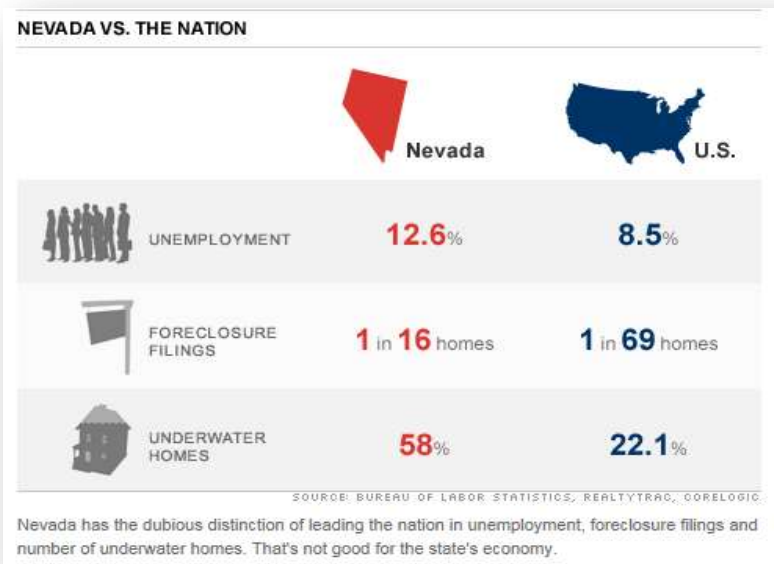 NEVADA VS. THE NATION
Nevada
U.S.
UNEMPLOYMENT
12.6%
8.5%
FORECLOSURE
FILINGS
1 in 16 homes
1 in 69 homes
UNDERWATER
HOMES
58%
22.1%
SOURCE: BUREAU OF LABOR STATISTICS, REALTYTRAC, CORELOGIC
Nevada has the dubious distinction of leading the nation in unemployment, foreclosure filings and
number of underwater homes. That's not good for the state's economy.